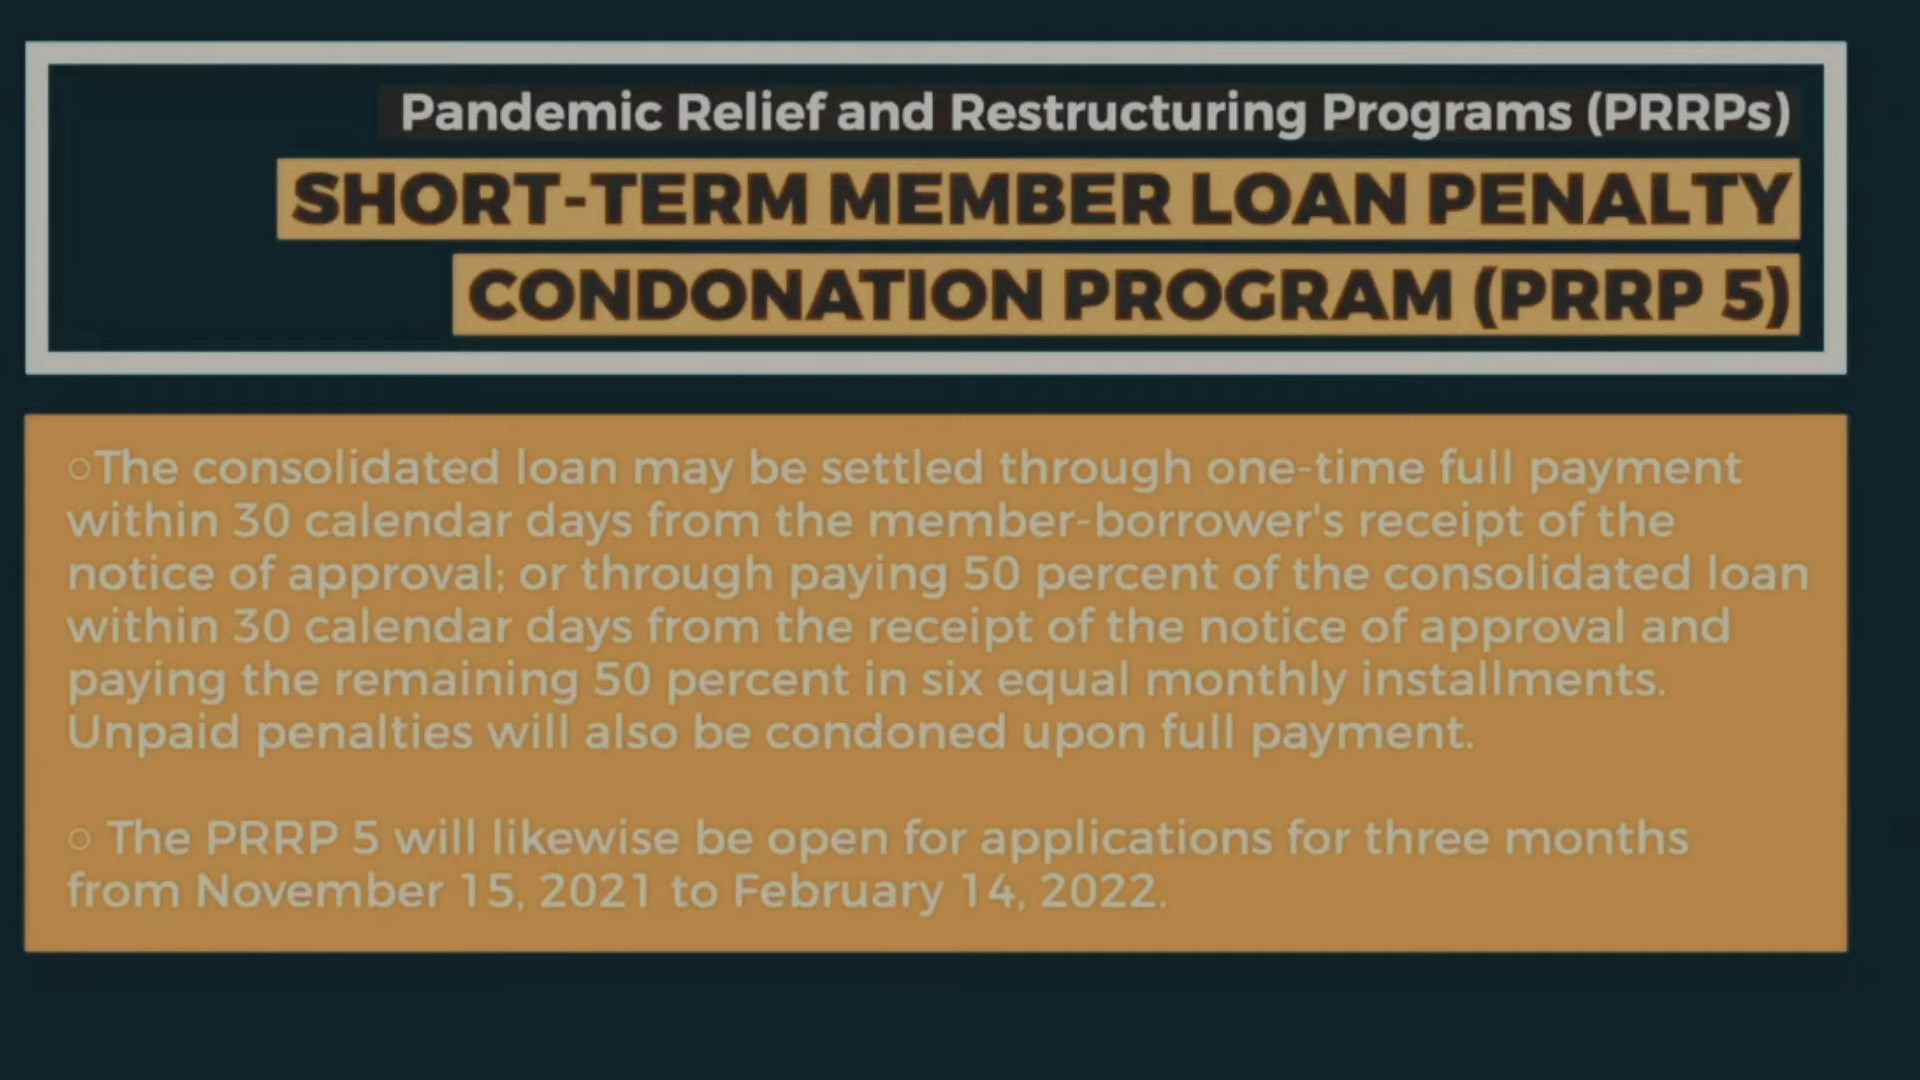 Pandemic Relief and Restructuring Programs (PRRPs)
SHORT-TERM MEMBER LOAN PENALTY
CONDONATION PROGRAM (PRRP 5)
○The consolidated loan may be settled through one-time full payment
within 30 calendar days from the member-borrower's receipt of the
notice of approval; or through paying 50 percent of the consolidated loan
within 30 calendar days from the receipt of the notice of approval and
paying the remaining 50 percent in six equal monthly installments.
Unpaid penalties will also be condoned upon full payment.
○ The PRRP 5 will likewise be open for applications for three months
from November 15, 2021 to February 14, 2022.